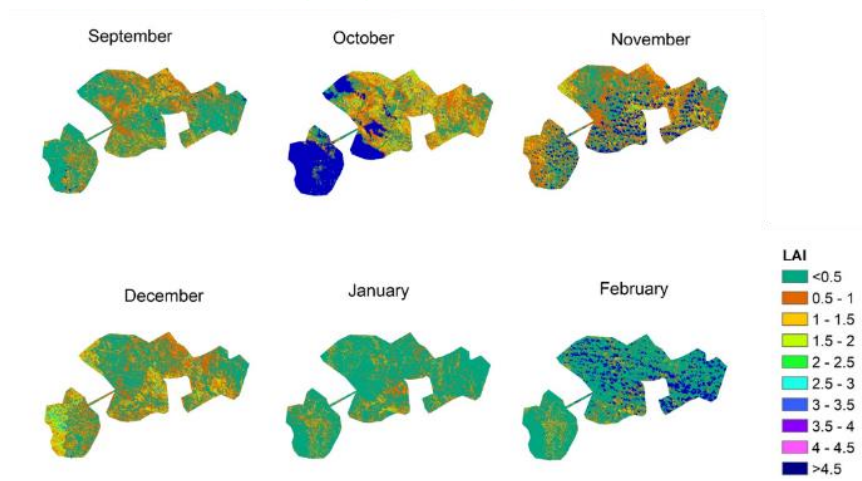 September
October
November
December
January
February
LAI
<0.5
0.5 - 1
1 - 1.5
1.5 - 2
2 - 2.5
2.5 - 3
3 - 3.5
3.5 - 4
4 - 4.5
>4.5